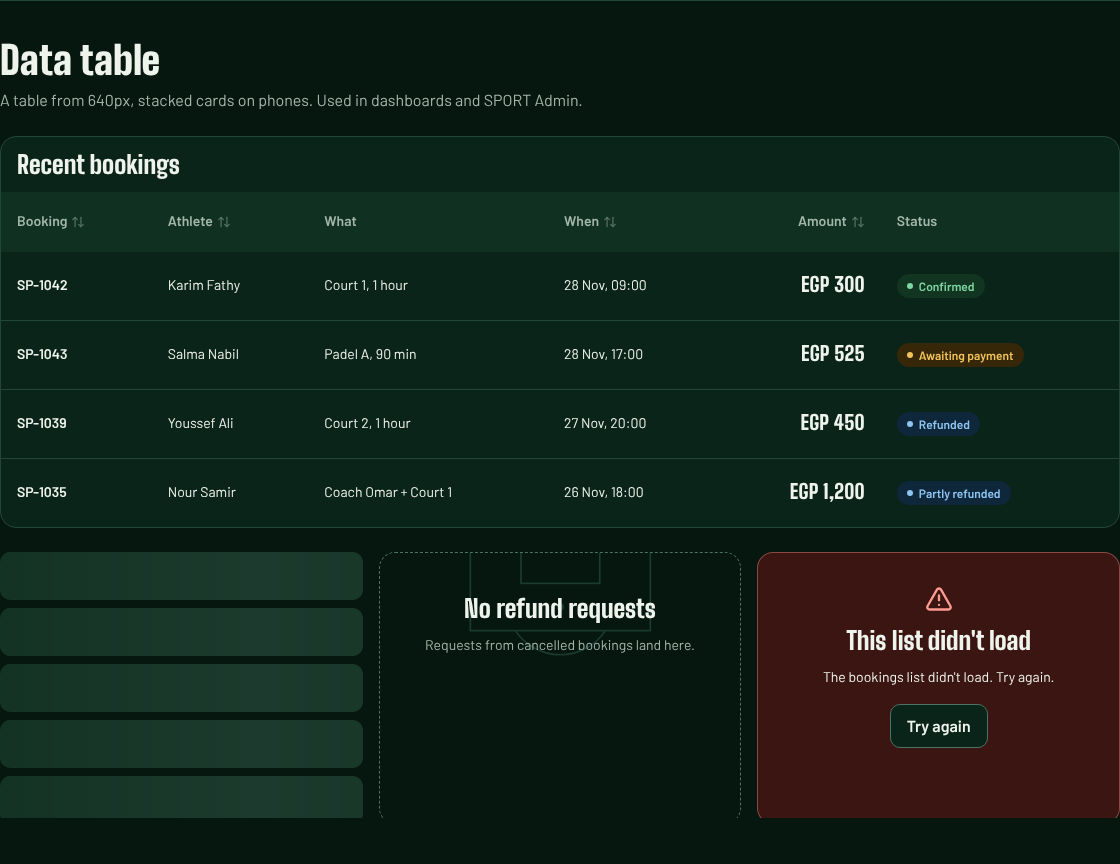 Data table
A table from 640px, stacked cards on phones. Used in dashboards and SPORT Admin.
Recent bookings
Booking Athlete What When Amount Status
SP-1042 Karim Fathy Court 1, 1 hour 28 Nov, 09:00 EGP 300 Confirmed
SP-1043 Salma Nabil Padel A, 90 min 28 Nov, 17:00 EGP 525 Awaiting payment
SP-1039 Youssef Ali Court 2, 1 hour 27 Nov, 20:00 EGP 450 Refunded
SP-1035 Nour Samir Coach Omar + Court 1 26 Nov, 18:00 EGP 1,200 Partly refunded
No refund requests
Requests from cancelled bookings land here.
This list didn't load
The bookings list didn't load. Try again.
Try again